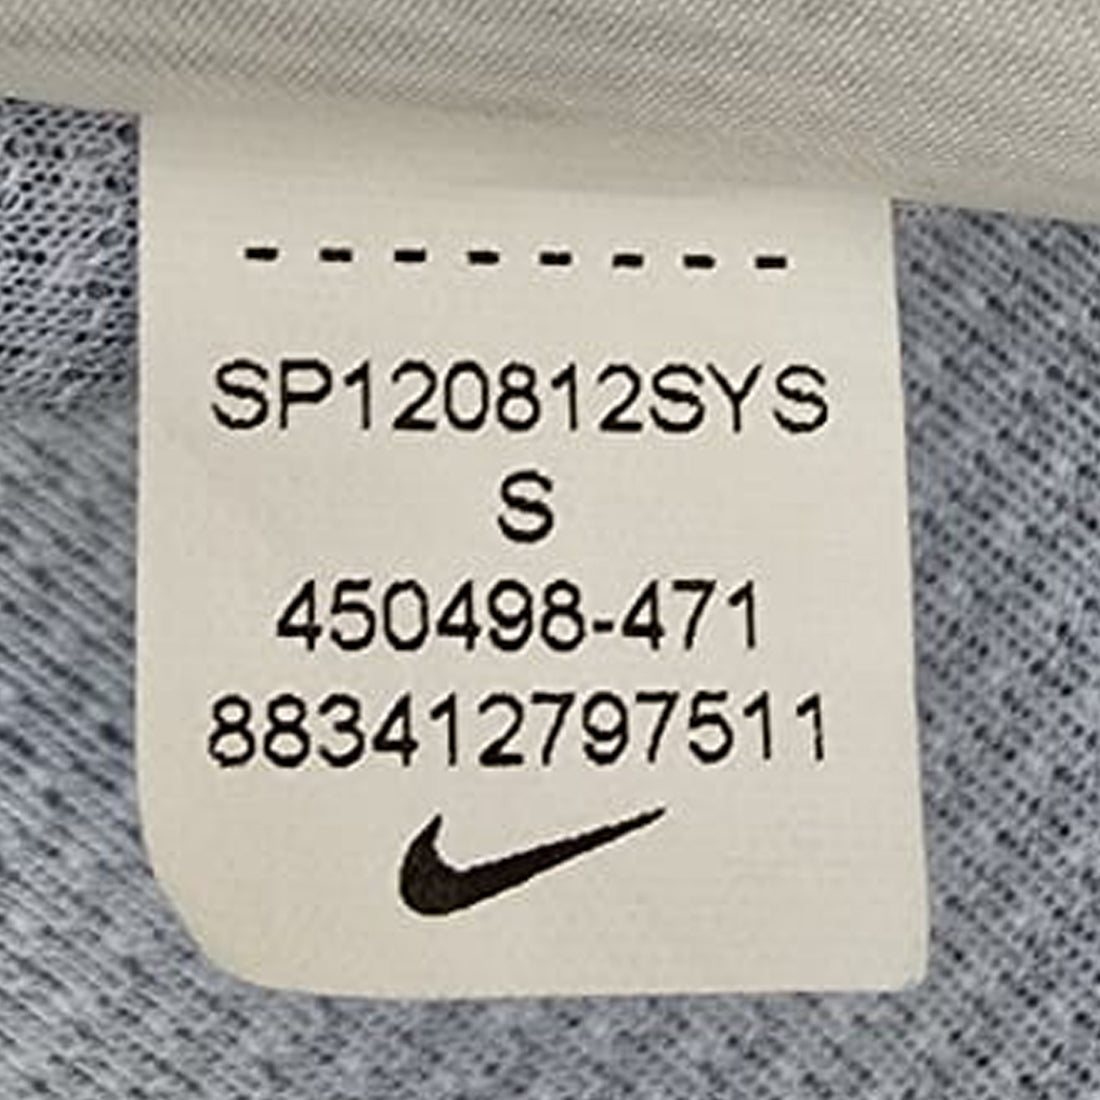 - - - - - - - -
SP120812SYS
S
450498-471
883412797511